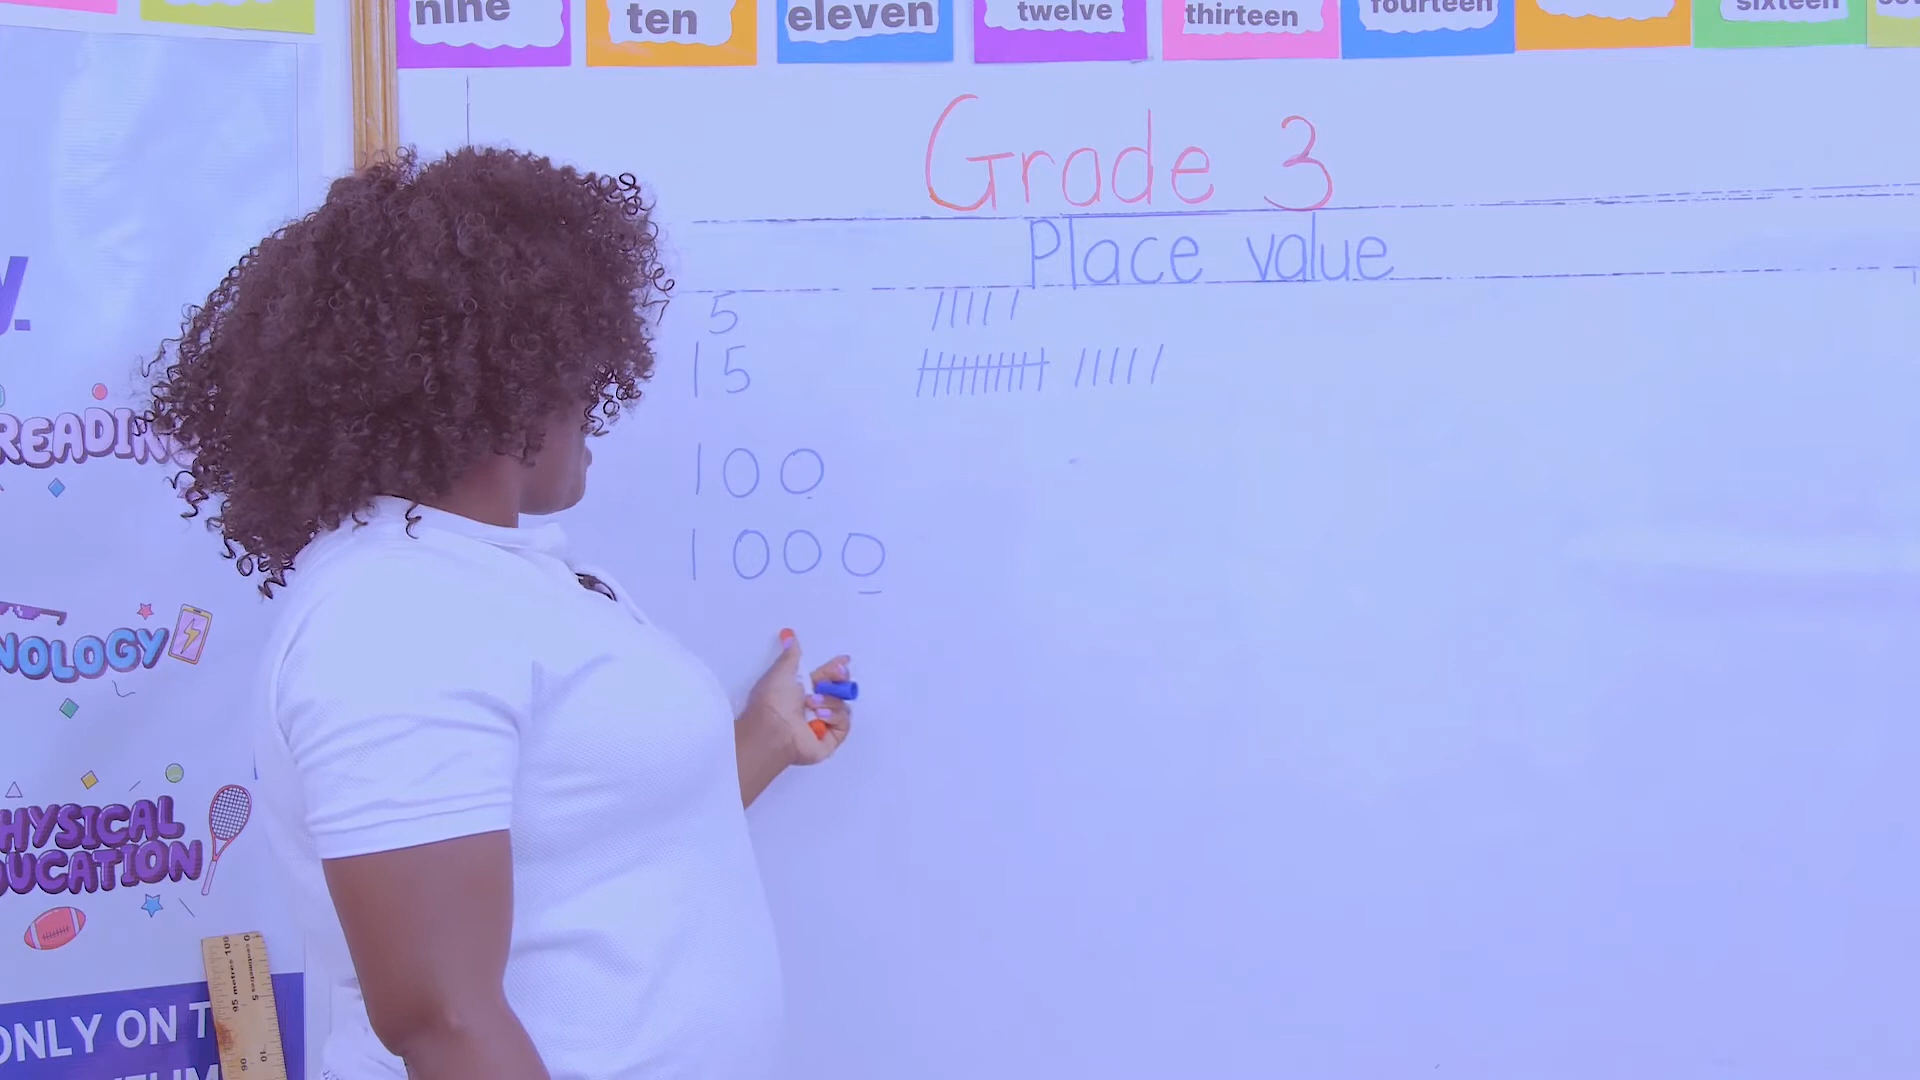 nine
ten
eleven
twelve
thirteen
fourteen
sixteen
Grade 3
Place value
5
15
100
1000
y.
READIN
NOLOGY
HYSICAL
DUCATION
ONLY ON T